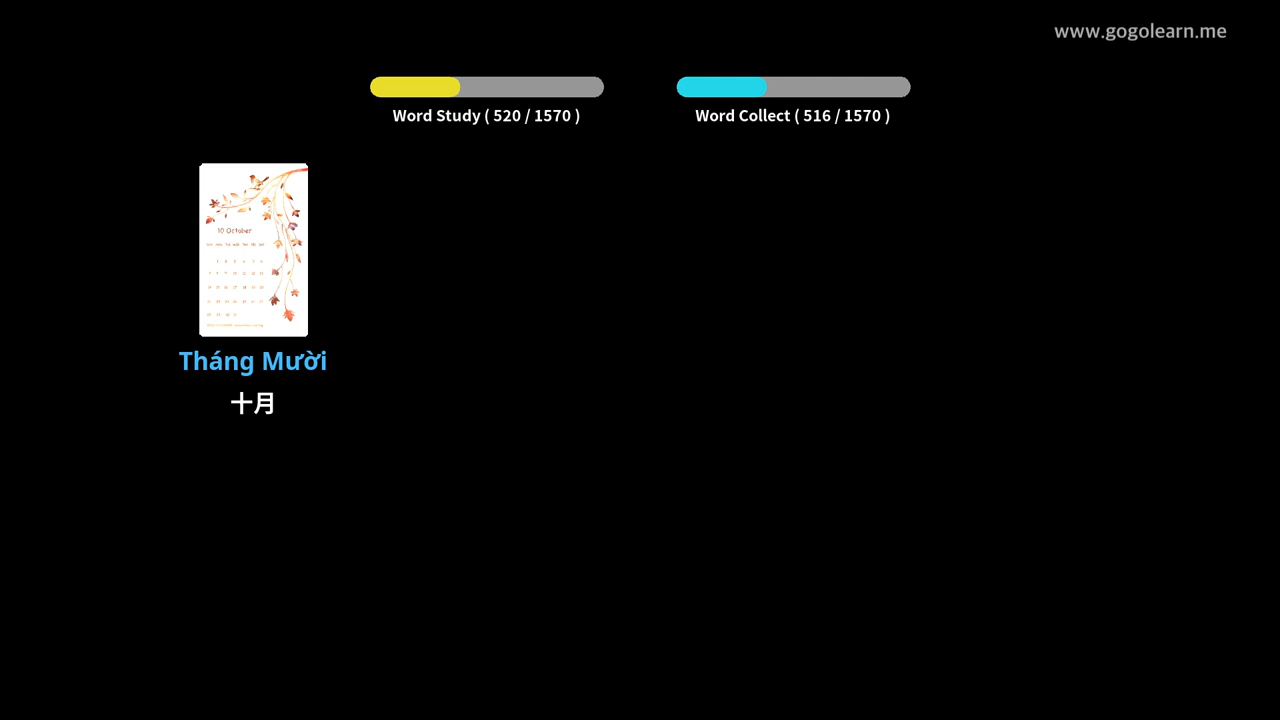 www.gogolearn.me
Word Study ( 520 / 1570 )
Word Collect ( 516 / 1570 )
10 October
Tháng Mười
十月